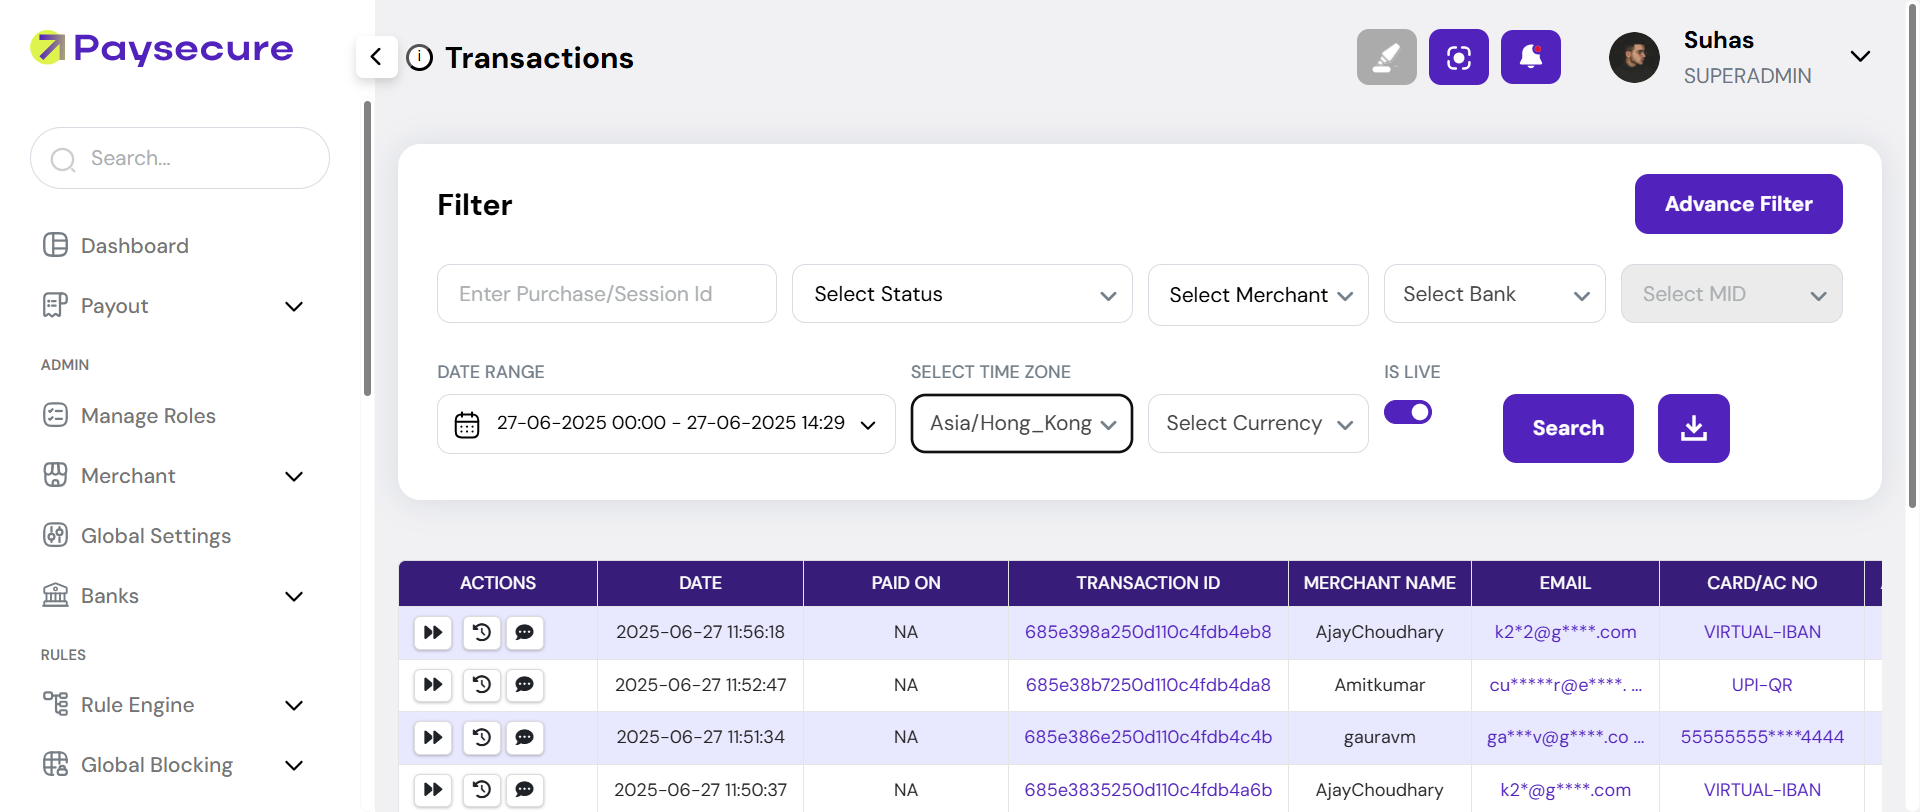 Paysecure
Transactions
Suhas
SUPERADMIN
Search...
Dashboard
Payout
ADMIN
Manage Roles
Merchant
Global Settings
Banks
RULES
Rule Engine
Global Blocking
Filter
Advance Filter
Enter Purchase/Session Id
Select Status
Select Merchant
Select Bank
Select MID
DATE RANGE
SELECT TIME ZONE
IS LIVE
27-06-2025 00:00 - 27-06-2025 14:29
Asia/Hong_Kong
Select Currency
Search
ACTIONS DATE PAID ON TRANSACTION ID MERCHANT NAME EMAIL CARD/AC NO
2025-06-27 11:56:18 NA 685e398a250d110c4fdb4eb8 AjayChoudhary k2*2@g****.com VIRTUAL-IBAN
2025-06-27 11:52:47 NA 685e38b7250d110c4fdb4da8 Amitkumar cu*****r@e****. ... UPI-QR
2025-06-27 11:51:34 NA 685e386e250d110c4fdb4c4b gauravm ga***v@g****.co ... 55555555****4444
2025-06-27 11:50:37 NA 685e3835250d110c4fdb4a6b AjayChoudhary k2*@g****.com VIRTUAL-IBAN